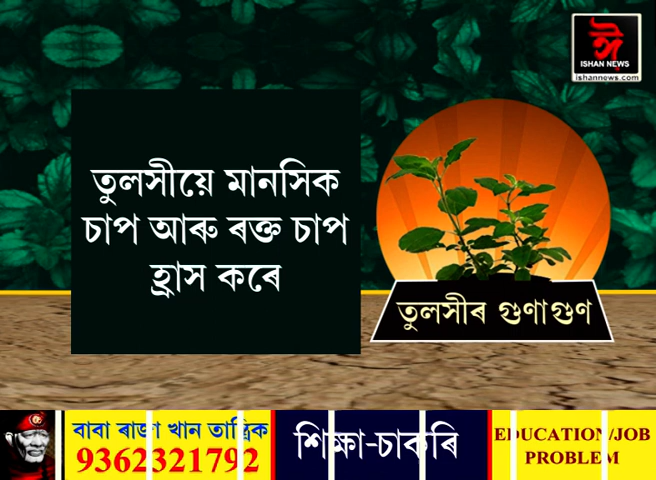 ঈ
ISHAN NEWS
ishannews.com
তুলসীয়ে মানসিক
চাপ আৰু ৰক্ত চাপ
হ্ৰাস কৰে
তুলসীৰ গুণাগুণ
বাবা ৰাজা খান তান্ত্ৰিক
9362321792
শিক্ষা-চাকৰি
EDUCATION/JOB
PROBLEM